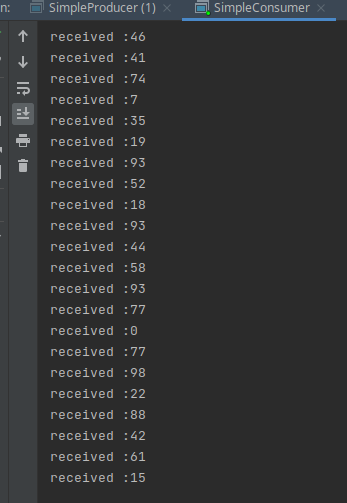 n: SimpleProducer (1) × SimpleConsumer ×
received :46
received :41
received :74
received :7
received :35
received :19
received :93
received :52
received :18
received :93
received :44
received :58
received :93
received :77
received :0
received :77
received :98
received :22
received :88
received :42
received :61
received :15